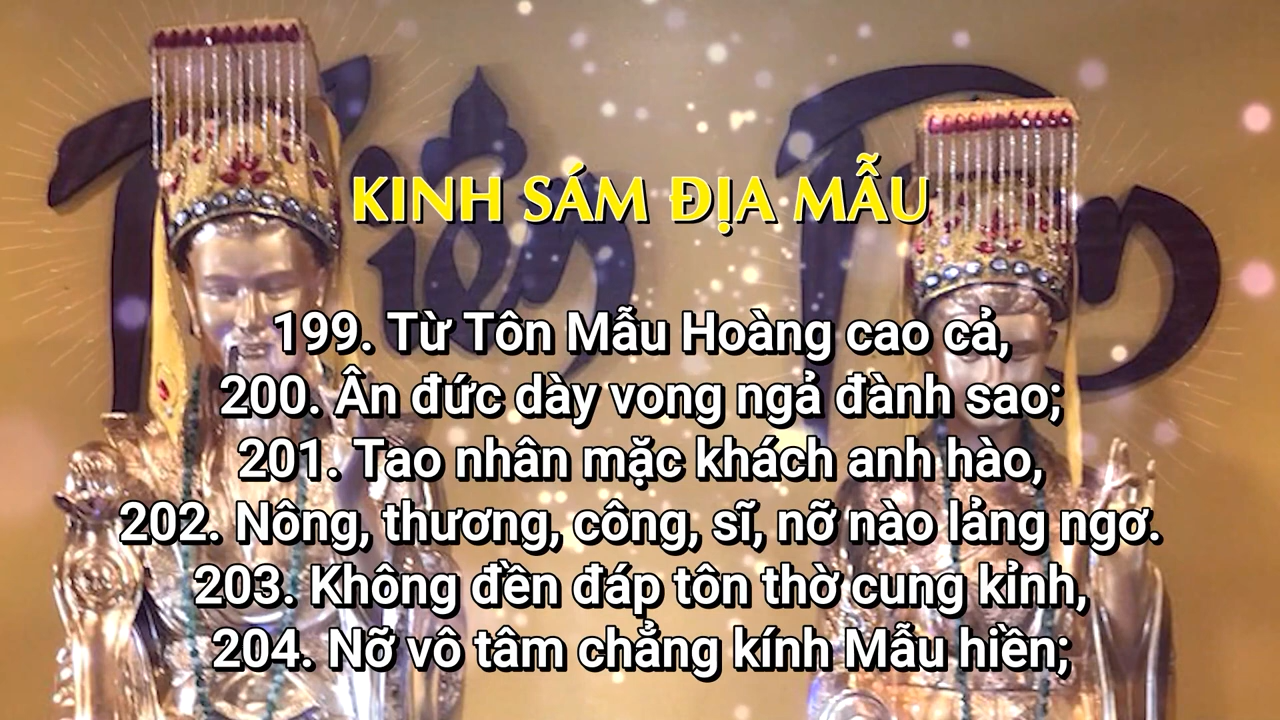 KINH SÁM ĐỊA MẪU
199. Từ Tôn Mẫu Hoàng cao cả,
200. Ân đức dày vong ngả đành sao;
201. Tao nhân mặc khách anh hào,
202. Nông, thương, công, sĩ, nỡ nào lảng ngơ.
203. Không đền đáp tôn thờ cung kỉnh,
204. Nỡ vô tâm chẳng kính Mẫu hiền;